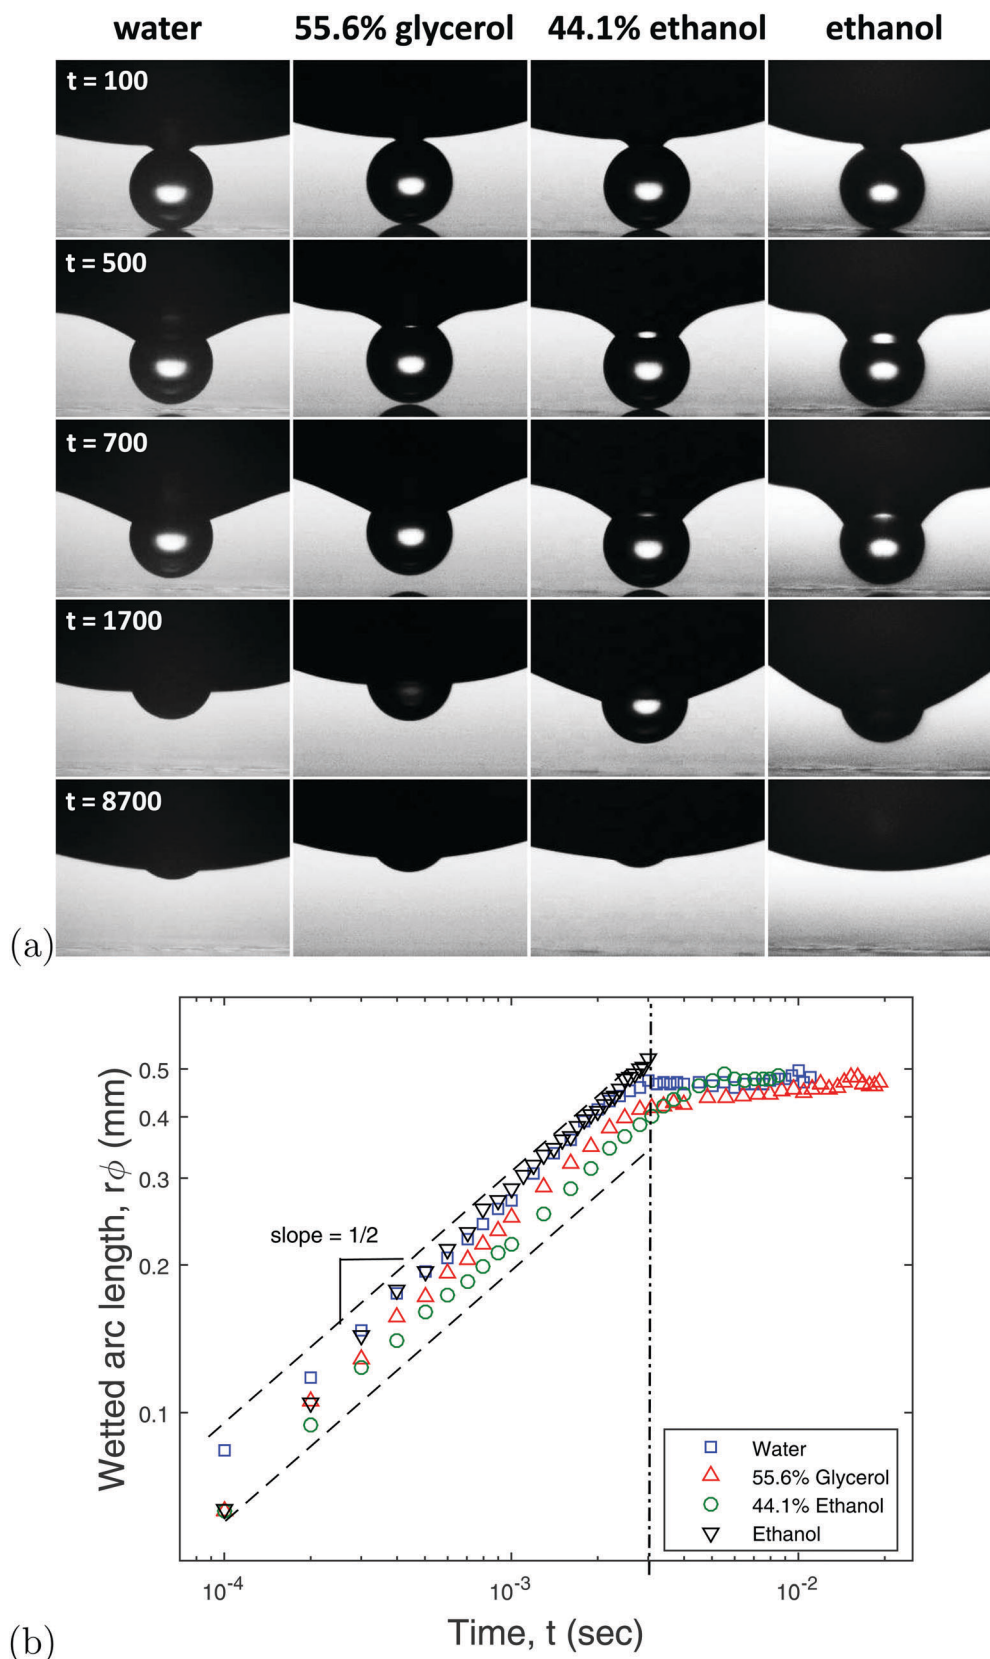 water 55.6% glycerol 44.1% ethanol ethanol
t = 100
t = 500
t = 700
t = 1700
t = 8700
(a)
0.5
0.4
0.3
0.2
0.1
Wetted arc length, rϕ (mm)
slope = 1/2
Water
55.6% Glycerol
44.1% Ethanol
Ethanol
10⁻⁴ 10⁻³ 10⁻²
Time, t (sec)
(b)